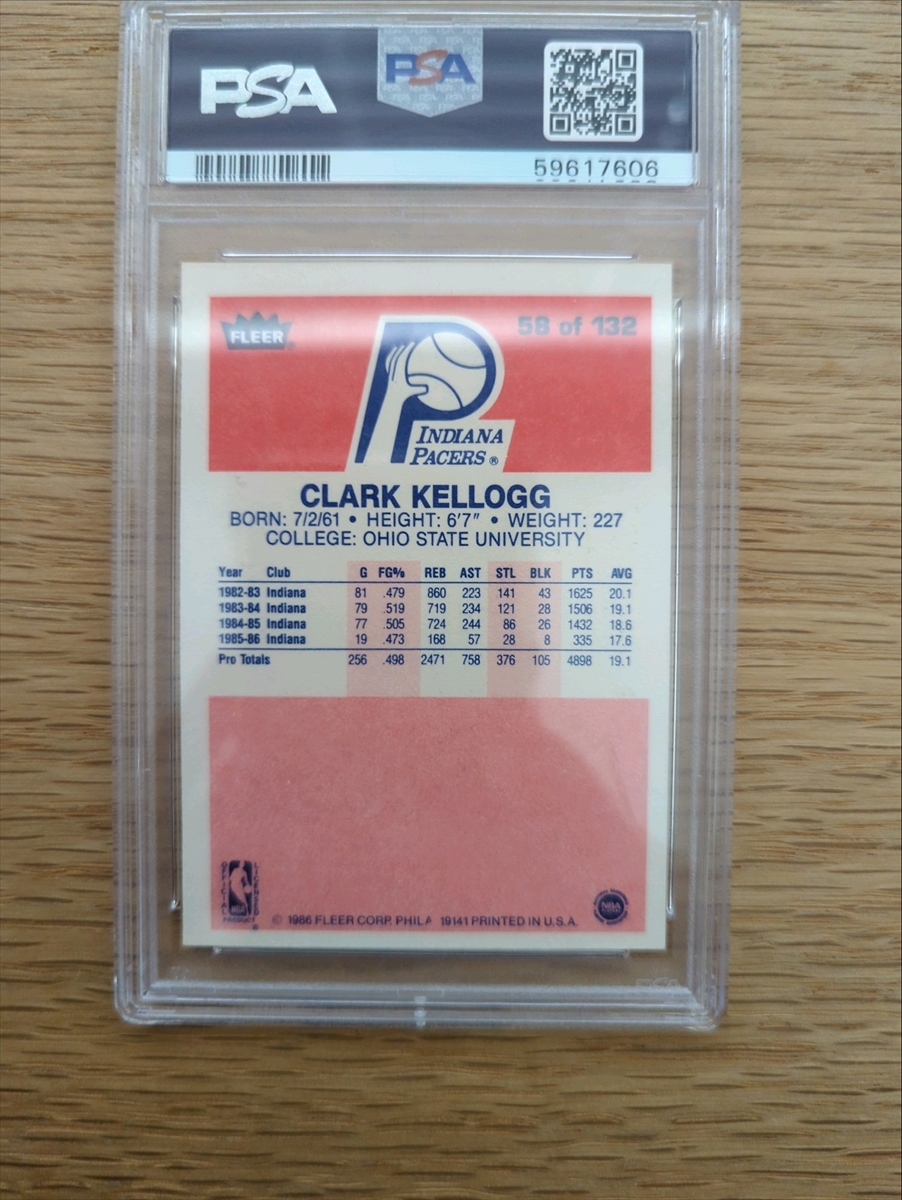 PSA
PSA
59617606
FLEER
58 of 132
INDIANA
PACERS ®
CLARK KELLOGG
BORN: 7/2/61 • HEIGHT: 6'7" • WEIGHT: 227
COLLEGE: OHIO STATE UNIVERSITY
Year Club G FG% REB AST STL BLK PTS AVG
1982-83 Indiana 81 .479 860 223 141 43 1625 20.1
1983-84 Indiana 79 .519 719 234 121 28 1506 19.1
1984-85 Indiana 77 .505 724 244 86 26 1432 18.6
1985-86 Indiana 19 .473 168 57 28 8 335 17.6
Pro Totals 256 .498 2471 758 376 105 4898 19.1
OFFICIAL LICENSED
NBA
PRODUCT
© 1986 FLEER CORP. PHILA 19141 PRINTED IN U.S.A.
NBA